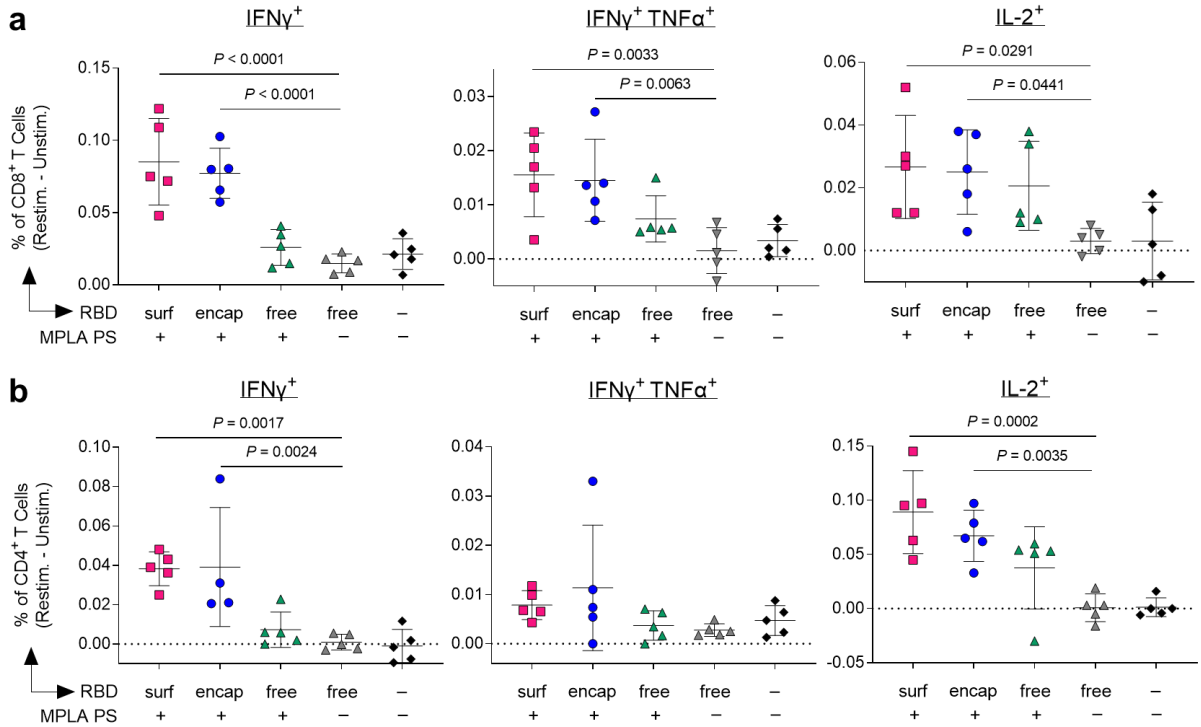 a
IFNγ⁺
IFNγ⁺ TNFα⁺
IL-2⁺
% of CD8⁺ T Cells
(Restim. - Unstim.)
P < 0.0001
P < 0.0001
0.15
0.10
0.05
0.00
P = 0.0033
P = 0.0063
0.03
0.02
0.01
0.00
P = 0.0291
P = 0.0441
0.06
0.04
0.02
0.00
RBD surf encap free free – surf encap free free – surf encap free free –
MPLA PS + + + – – + + + – – + + + – –
b
IFNγ⁺
IFNγ⁺ TNFα⁺
IL-2⁺
% of CD4⁺ T Cells
(Restim. - Unstim.)
P = 0.0017
P = 0.0024
0.10
0.08
0.06
0.04
0.02
0.00
0.04
0.03
0.02
0.01
0.00
P = 0.0002
P = 0.0035
0.15
0.10
0.05
0.00
-0.05
RBD surf encap free free – surf encap free free – surf encap free free –
MPLA PS + + + – – + + + – – + + + – –